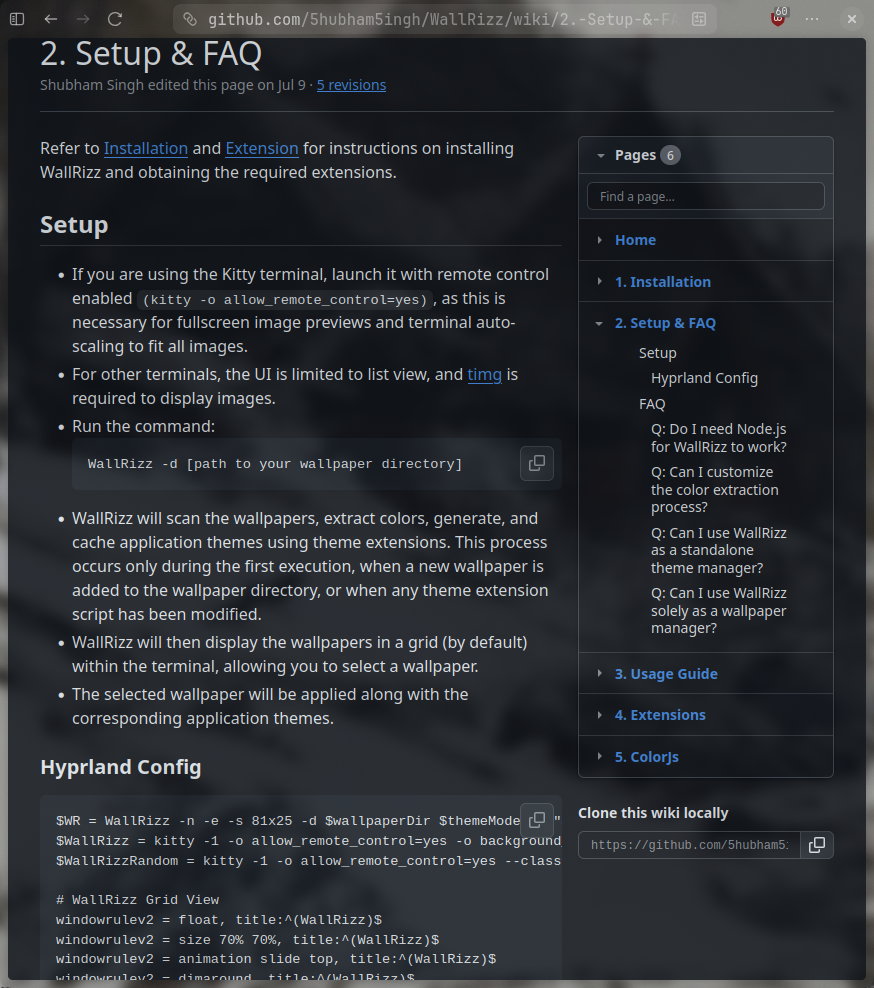 github.com/5hubham5ingh/WallRizz/wiki/2.-Setup-&-FA
60
2. Setup & FAQ
Shubham Singh edited this page on Jul 9 · 5 revisions
Refer to Installation and Extension for instructions on installing
WallRizz and obtaining the required extensions.
Setup
• If you are using the Kitty terminal, launch it with remote control
enabled (kitty -o allow_remote_control=yes), as this is
necessary for fullscreen image previews and terminal auto-
scaling to fit all images.
• For other terminals, the UI is limited to list view, and timg is
required to display images.
• Run the command:
WallRizz -d [path to your wallpaper directory]
• WallRizz will scan the wallpapers, extract colors, generate, and
cache application themes using theme extensions. This process
occurs only during the first execution, when a new wallpaper is
added to the wallpaper directory, or when any theme extension
script has been modified.
• WallRizz will then display the wallpapers in a grid (by default)
within the terminal, allowing you to select a wallpaper.
• The selected wallpaper will be applied along with the
corresponding application themes.
Hyprland Config
$WR = WallRizz -n -e -s 81x25 -d $wallpaperDir $themeMode "
$WallRizz = kitty -1 -o allow_remote_control=yes -o background
$WallRizzRandom = kitty -1 -o allow_remote_control=yes --class
# WallRizz Grid View
windowrulev2 = float, title:^(WallRizz)$
windowrulev2 = size 70% 70%, title:^(WallRizz)$
windowrulev2 = animation slide top, title:^(WallRizz)$
windowrulev2 = dimaround, title:^(WallRizz)$
Pages 6
Find a page...
Home
1. Installation
2. Setup & FAQ
Setup
Hyprland Config
FAQ
Q: Do I need Node.js
for WallRizz to work?
Q: Can I customize
the color extraction
process?
Q: Can I use WallRizz
as a standalone
theme manager?
Q: Can I use WallRizz
solely as a wallpaper
manager?
3. Usage Guide
4. Extensions
5. ColorJs
Clone this wiki locally
https://github.com/5hubham5: